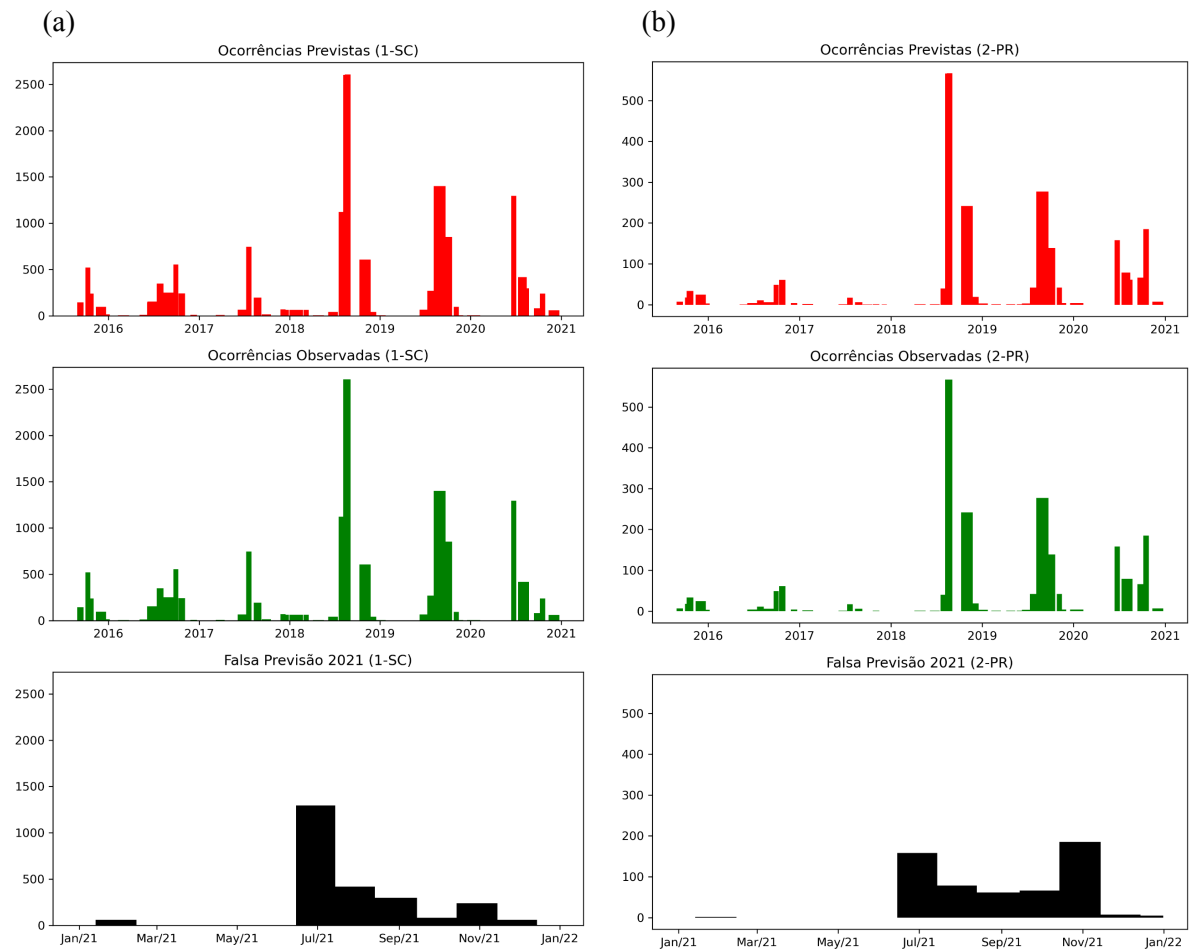 (a)
(b)
Ocorrências Previstas (1-SC)
2500
2000
1500
1000
500
0
2016 2017 2018 2019 2020 2021
Ocorrências Previstas (2-PR)
500
400
300
200
100
0
2016 2017 2018 2019 2020 2021
Ocorrências Observadas (1-SC)
2500
2000
1500
1000
500
0
2016 2017 2018 2019 2020 2021
Ocorrências Observadas (2-PR)
500
400
300
200
100
0
2016 2017 2018 2019 2020 2021
Falsa Previsão 2021 (1-SC)
2500
2000
1500
1000
500
0
Jan/21 Mar/21 May/21 Jul/21 Sep/21 Nov/21 Jan/22
Falsa Previsão 2021 (2-PR)
500
400
300
200
100
0
Jan/21 Mar/21 May/21 Jul/21 Sep/21 Nov/21 Jan/22